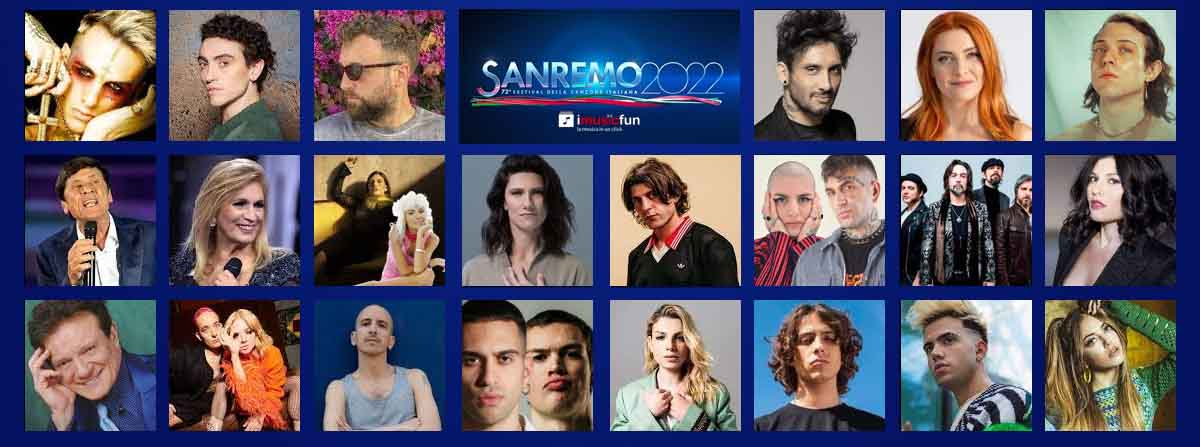 SANREMO2022
72° FESTIVAL DELLA CANZONE ITALIANA
imusicfun
la musica in un click